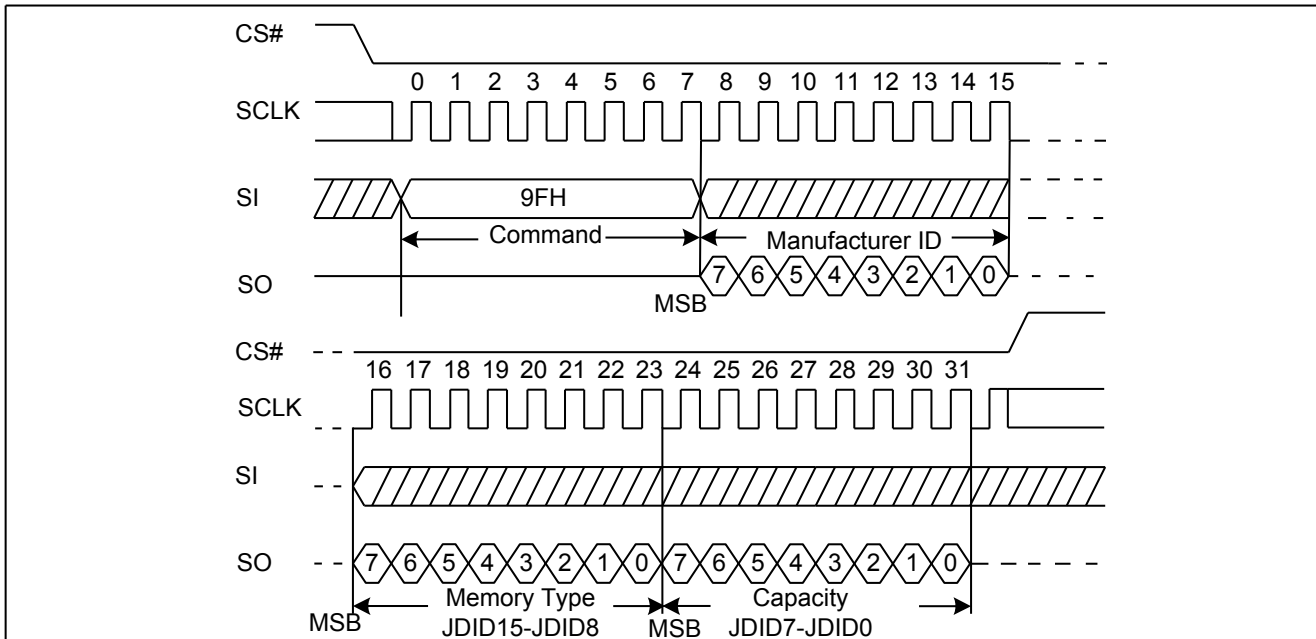 CS#
0 1 2 3 4 5 6 7 8 9 10 11 12 13 14 15
SCLK
SI 9FH
Command Manufacturer ID
SO 7 6 5 4 3 2 1 0
MSB
CS#
16 17 18 19 20 21 22 23 24 25 26 27 28 29 30 31
SCLK
SI
SO 7 6 5 4 3 2 1 0 7 6 5 4 3 2 1 0
MSB Memory Type MSB Capacity
JDID15-JDID8 JDID7-JDID0